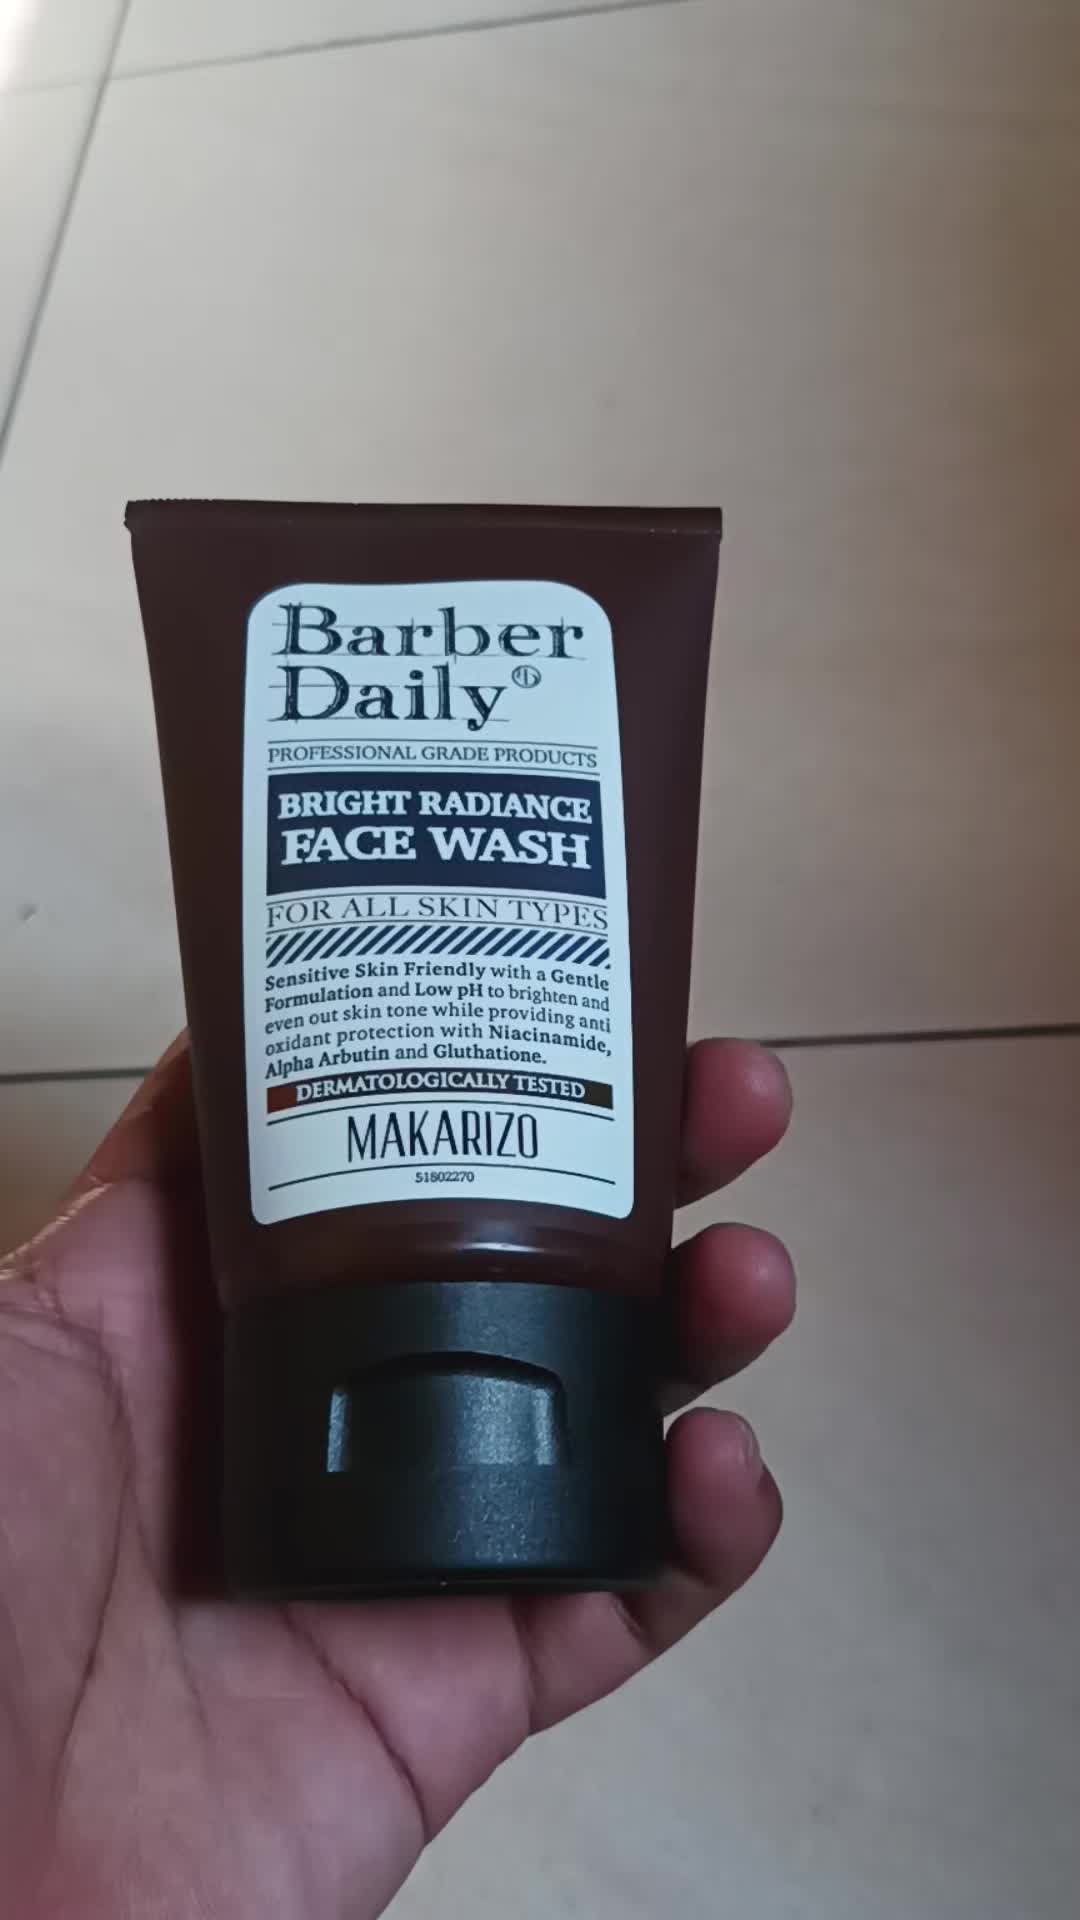 Barber
Daily
PROFESSIONAL GRADE PRODUCTS
BRIGHT RADIANCE
FACE WASH
FOR ALL SKIN TYPES
Sensitive Skin Friendly with a Gentle
Formulation and Low pH to brighten and
even out skin tone while providing anti
oxidant protection with Niacinamide,
Alpha Arbutin and Gluthatione.
DERMATOLOGICALLY TESTED
MAKARIZO
51802270